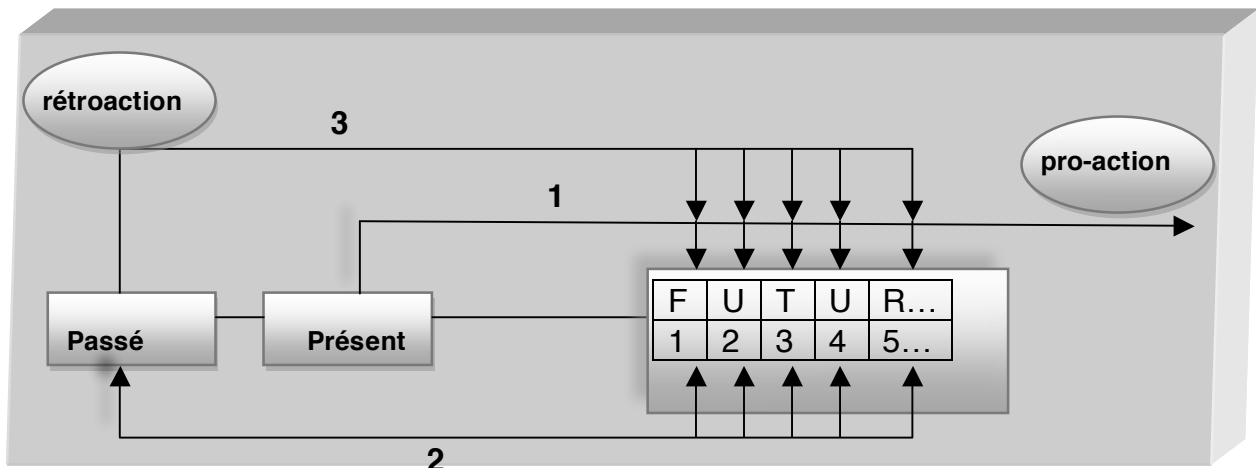 rétroaction
3
pro-action
1
F U T U R...
Passé
Présent
1 2 3 4 5...
2